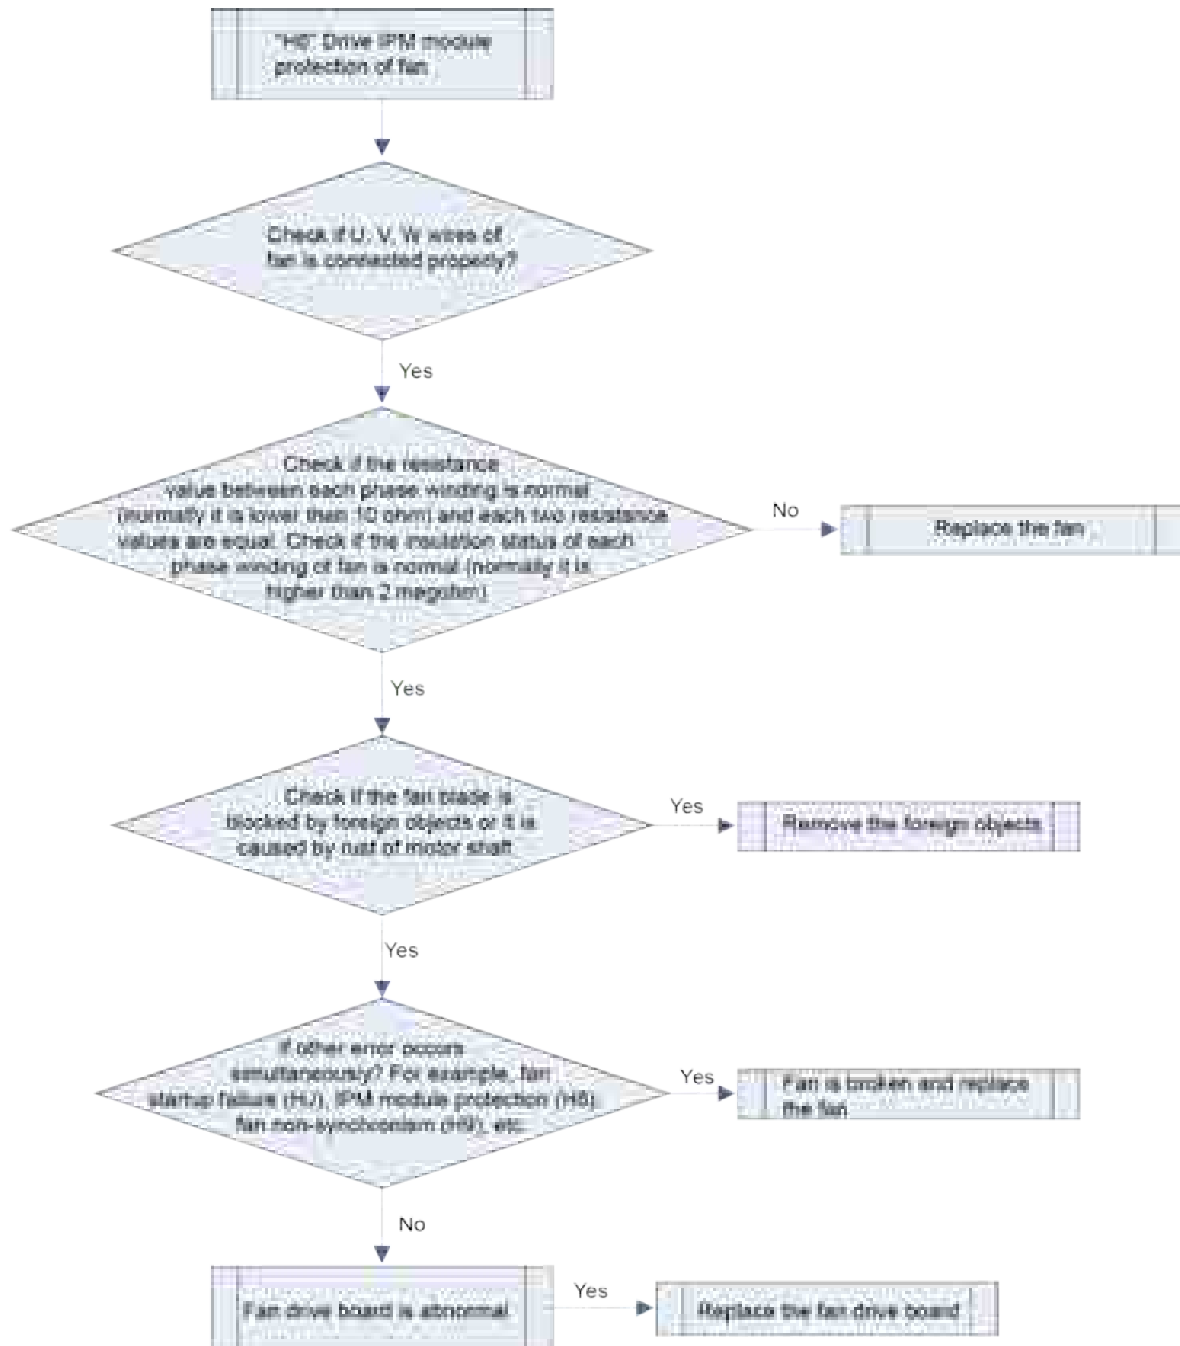 Drive IPM module
protection of fan
Check if U, V, W wires of
fan is connected properly?
Yes
Check if the resistance
value between each phase winding is normal
(normally it is lower than 10 ohm) and each two resistance
values are equal. Check if the insulation status of each
phase winding of fan is normal (normally it is
higher than 2 megohm)
No
Replace the fan
Yes
Check if the fan blade is
blocked by foreign objects or it is
caused by rust of motor shaft
Yes
Remove the foreign objects
Yes
If other error occurs
simultaneously? For example, fan
startup failure (HJ), IPM module protection
fan non-synchronism etc.
Yes
Fan is broken and replace
the fan
No
Fan drive board is abnormal
Yes
Replace the fan drive board